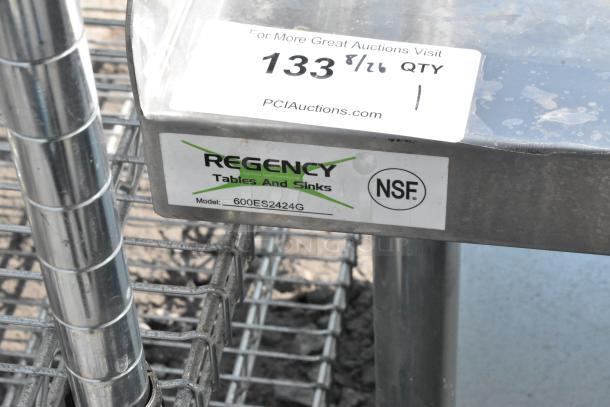 For More Great Auctions Visit
133 8/26 QTY
1
PCIAuctions.com
REGENCY
Tables And Sinks
NSF
Model: 600ES2424G